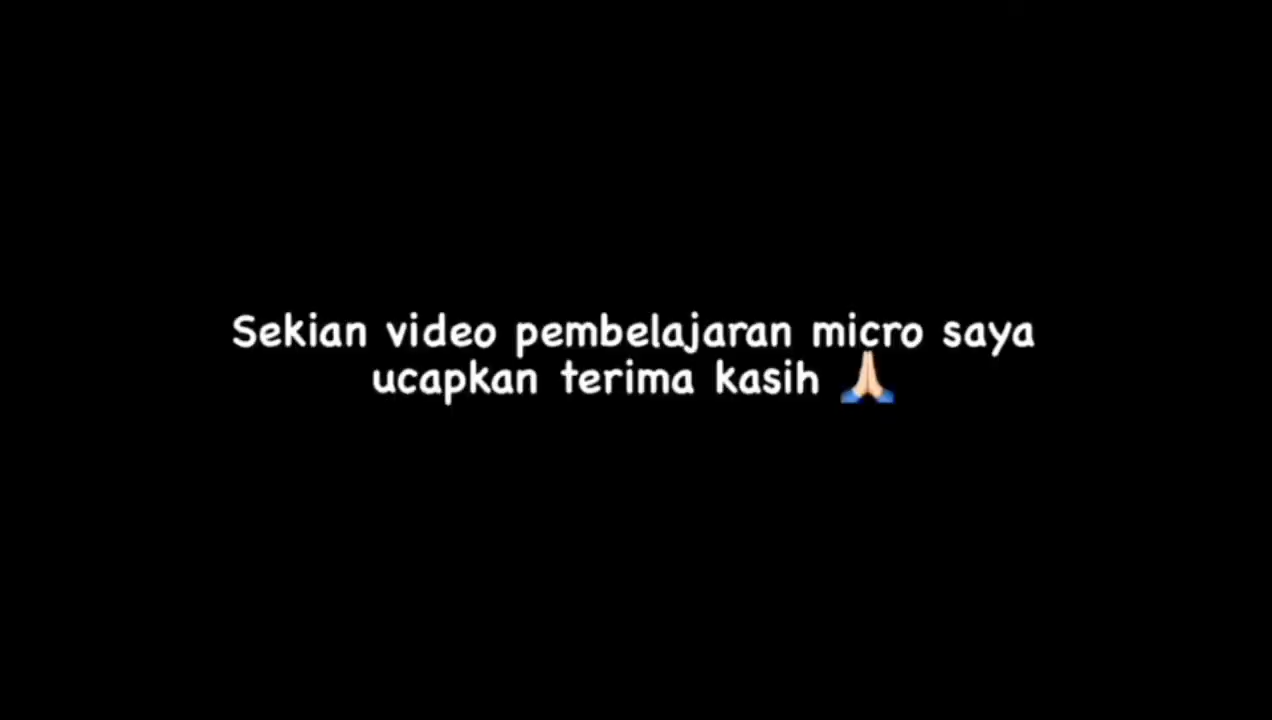 Sekian video pembelajaran micro saya
ucapkan terima kasih 🙏🏻